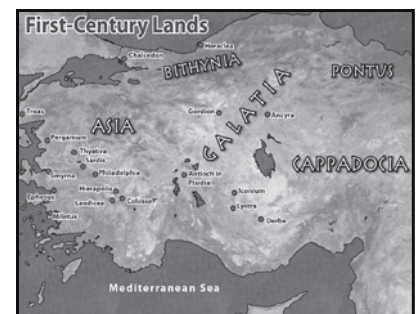 First-Century Lands
Heraclea
Chalcedon
BITHYNIA
PONTUS
Troas
Gordion
Ancyra
ASIA
GALATIA
Pergamum
Thyatira
Sardis
CAPPADOCIA
Philadelphia
Antioch in
Pisidia
Smyrna
Hierapolis
Iconium
Ephesus
Laodicea
Colosse
Lystra
Miletus
Derbe
Mediterranean Sea